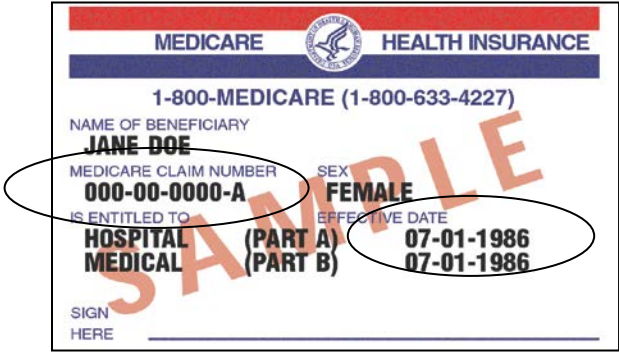 MEDICARE HEALTH INSURANCE
1-800-MEDICARE (1-800-633-4227)
NAME OF BENEFICIARY
JANE DOE
MEDICARE CLAIM NUMBER SEX
000-00-0000-A FEMALE
IS ENTITLED TO EFFECTIVE DATE
HOSPITAL (PART A) 07-01-1986
MEDICAL (PART B) 07-01-1986
SIGN
HERE
SAMPLE